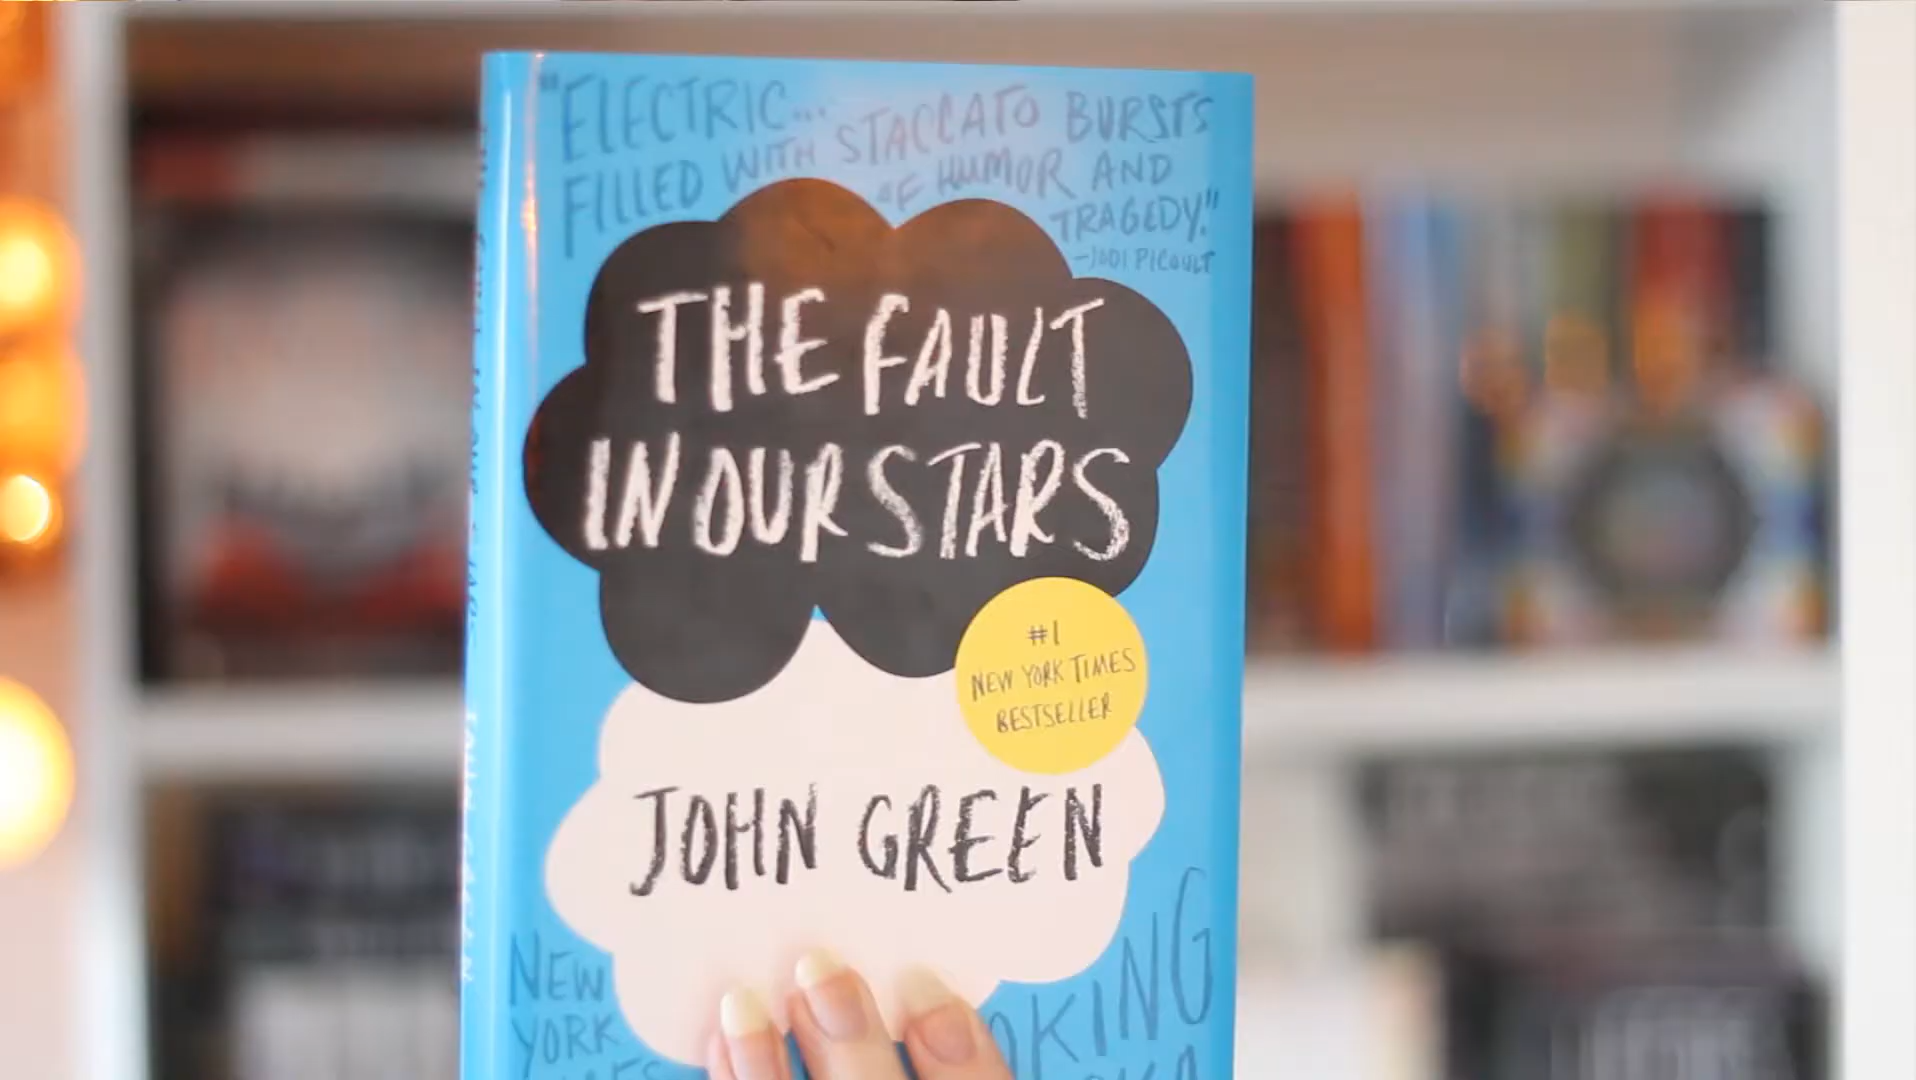 "ELECTRIC...
FILLED WITH STACCATO BURSTS
OF HUMOR AND
TRAGEDY."
-JODI PICOULT
THE FAULT
IN OUR STARS
#1
NEW YORK TIMES
BESTSELLER
JOHN GREEN
NEW
YORK
OKING